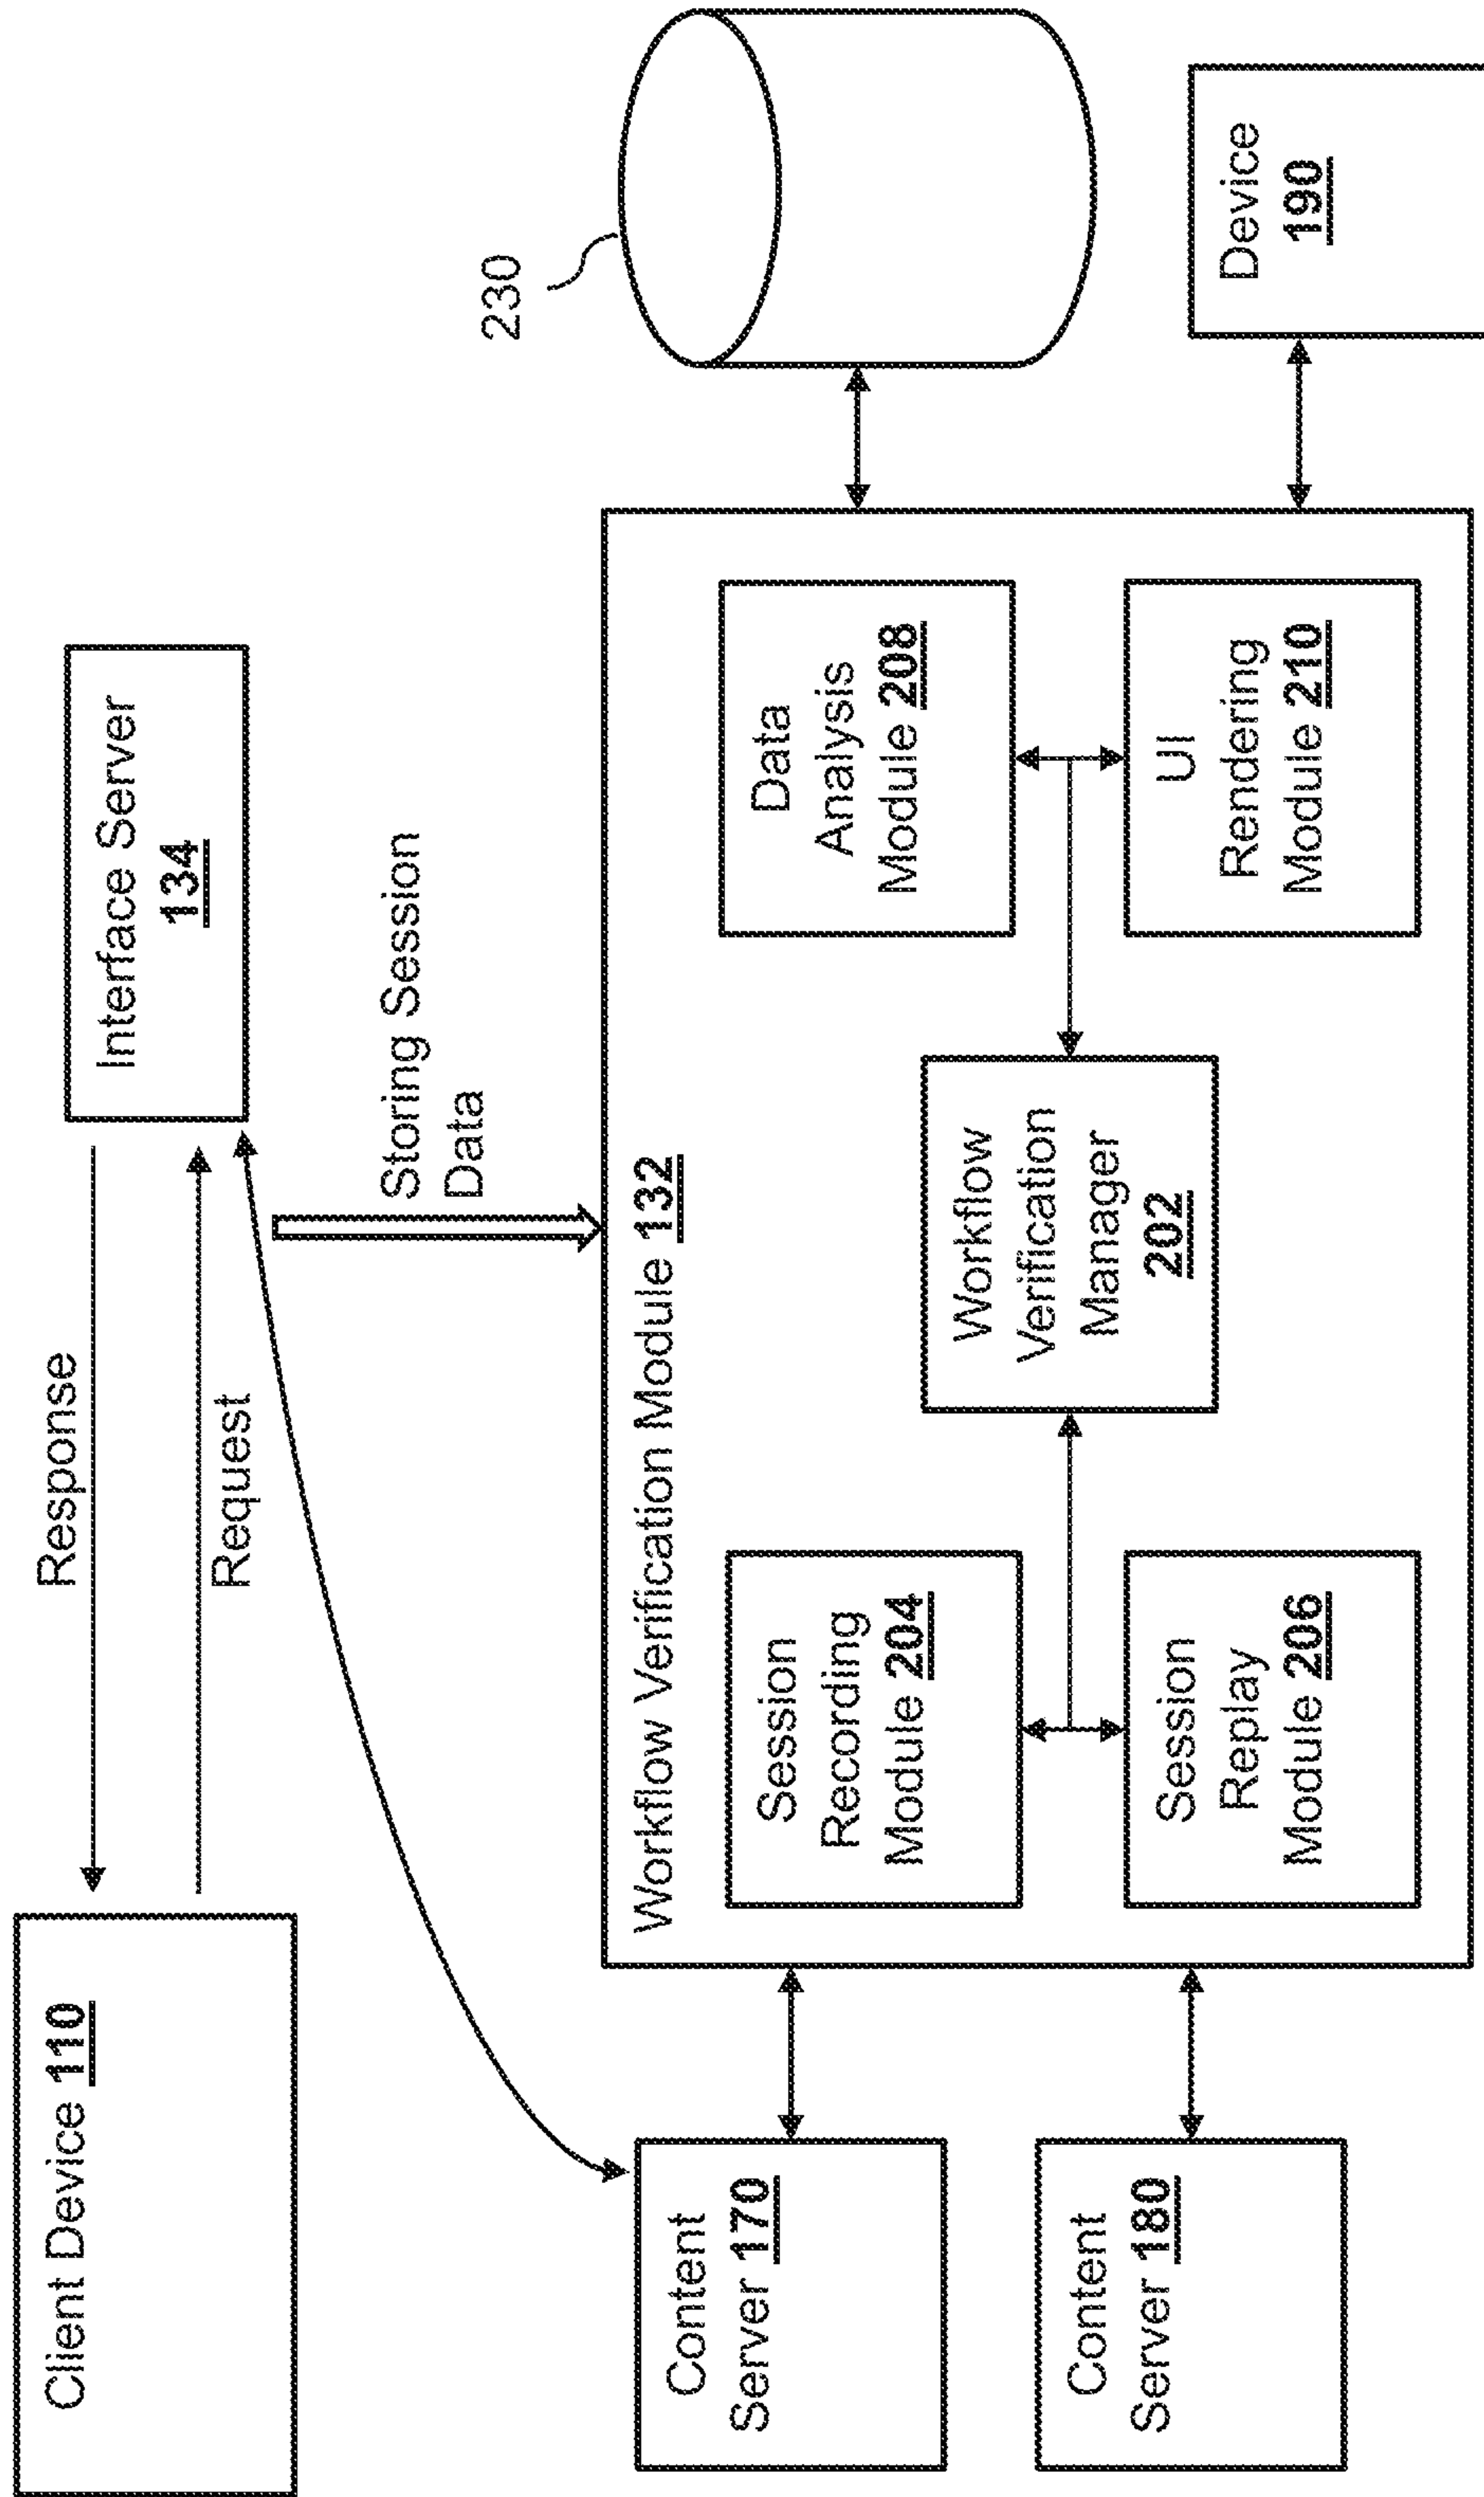 Client Device 110
Response
Request
Interface Server
134
Storing Session
Data
230
Content
Server 170
Content
Server 180
Workflow Verification Module 132
Session
Recording
Module 204
Session
Replay
Module 206
Workflow
Verification
Manager
202
Data
Analysis
Module 208
UI
Rendering
Module 210
Device
190